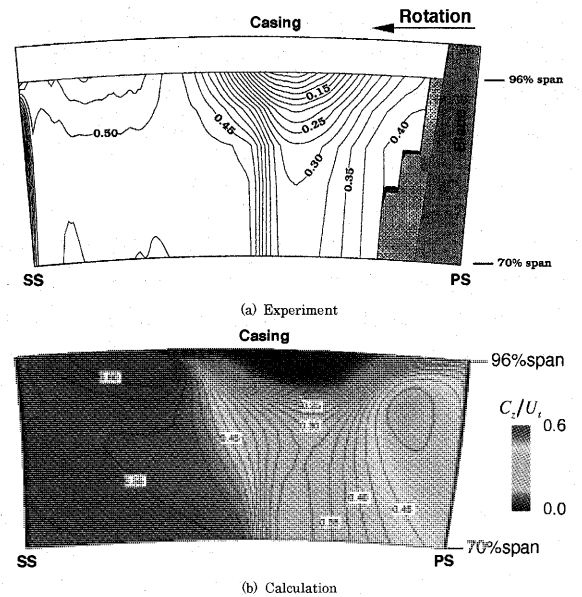 Casing
Rotation
96% span
0.15
0.50
0.45
0.25
0.40
0.30
0.35
70% span
SS
PS
(a) Experiment
Casing
96%span
C_z/U_t
0.6
0.45
0.40
0.45
0.0
70%span
SS
PS
(b) Calculation